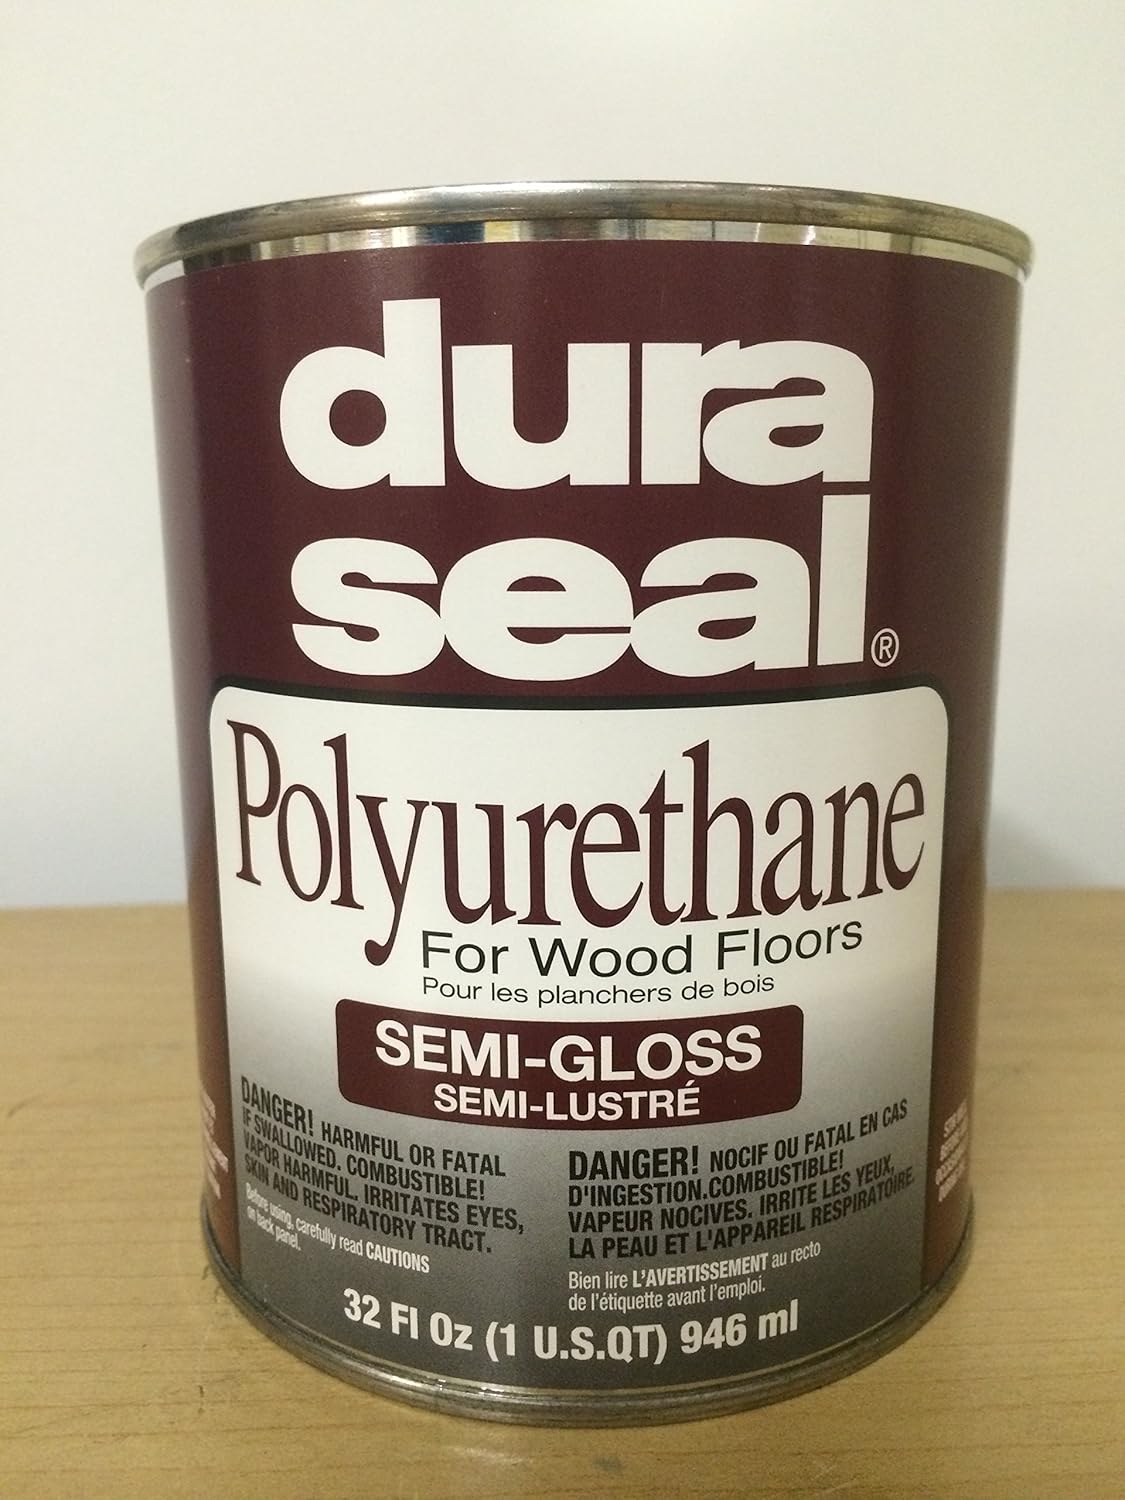 dura
seal®
Polyurethane
For Wood Floors
Pour les planchers de bois
SEMI-GLOSS
SEMI-LUSTRÉ
DANGER! HARMFUL OR FATAL
IF SWALLOWED. COMBUSTIBLE!
VAPOR HARMFUL. IRRITATES EYES,
SKIN AND RESPIRATORY TRACT.
Before using, carefully read CAUTIONS
on back panel.
DANGER! NOCIF OU FATAL EN CAS
D'INGESTION.COMBUSTIBLE!
VAPEUR NOCIVES. IRRITE LES YEUX,
LA PEAU ET L'APPAREIL RESPIRATOIRE.
Bien lire L'AVERTISSEMENT au recto
de l'étiquette avant l'emploi.
32 Fl Oz (1 U.S.QT) 946 ml